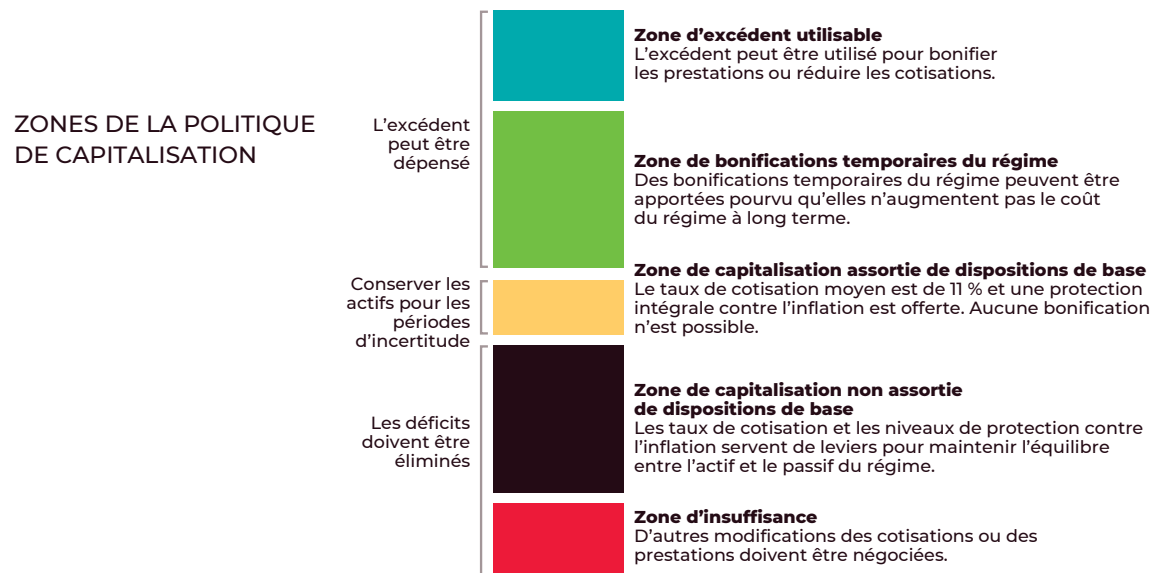 ZONES DE LA POLITIQUE
DE CAPITALISATION
L’excédent
peut être
dépensé
Zone d’excédent utilisable
L’excédent peut être utilisé pour bonifier
les prestations ou réduire les cotisations.
Zone de bonifications temporaires du régime
Des bonifications temporaires du régime peuvent être
apportées pourvu qu’elles n’augmentent pas le coût
du régime à long terme.
Conserver les
actifs pour les
périodes
d’incertitude
Zone de capitalisation assortie de dispositions de base
Le taux de cotisation moyen est de 11 % et une protection
intégrale contre l’inflation est offerte. Aucune bonification
n’est possible.
Les déficits
doivent être
éliminés
Zone de capitalisation non assortie
de dispositions de base
Les taux de cotisation et les niveaux de protection contre
l’inflation servent de leviers pour maintenir l’équilibre
entre l’actif et le passif du régime.
Zone d’insuffisance
D’autres modifications des cotisations ou des
prestations doivent être négociées.